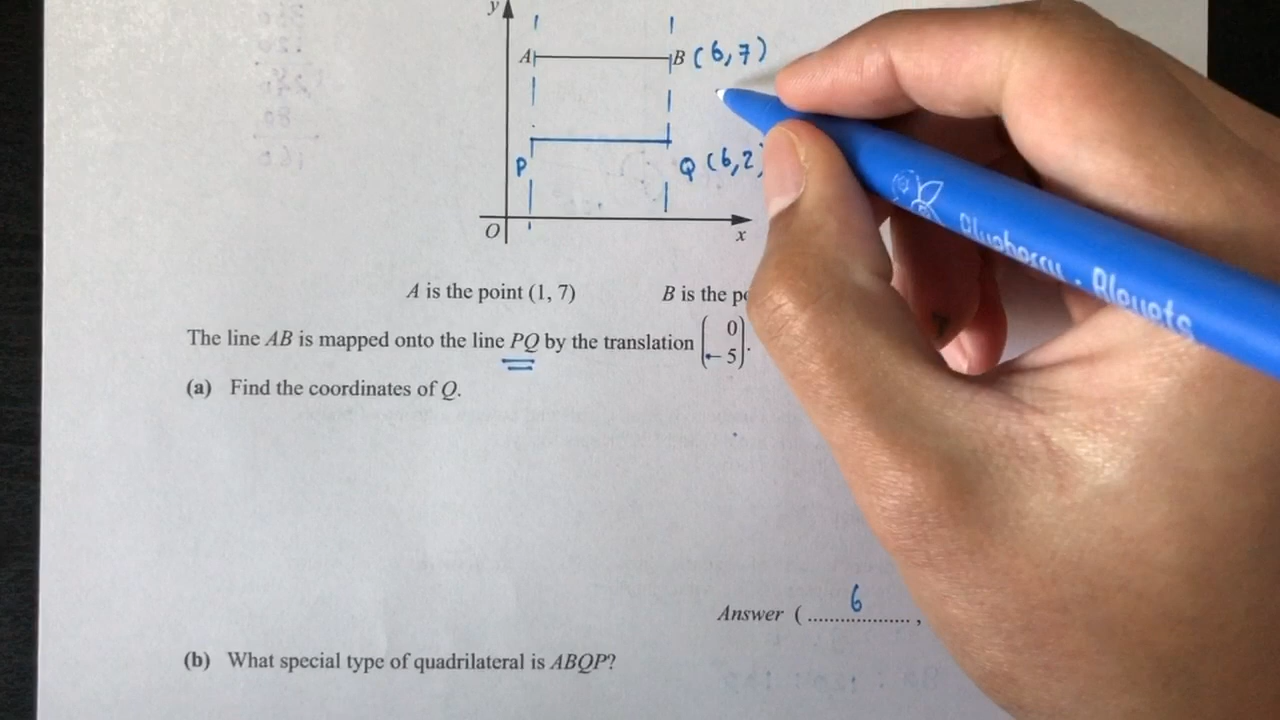 y
A B (6,7)
P Q (6,2)
O x
A is the point (1, 7) B is the
The line AB is mapped onto the line PQ by the translation ( 0 -5 ).
(a) Find the coordinates of Q.
6
Answer ( .................... ,
(b) What special type of quadrilateral is ABQP?